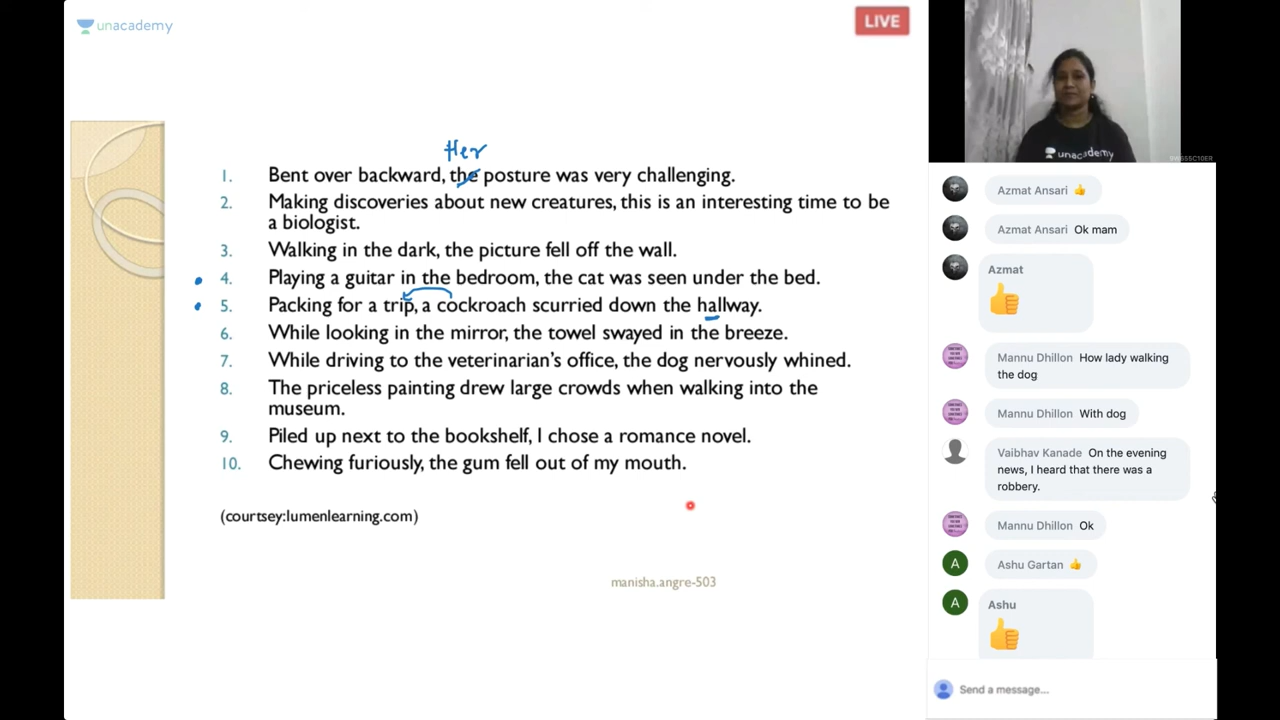 unacademy
LIVE
Her
1. Bent over backward, the posture was very challenging.
2. Making discoveries about new creatures, this is an interesting time to be
a biologist.
3. Walking in the dark, the picture fell off the wall.
4. Playing a guitar in the bedroom, the cat was seen under the bed.
5. Packing for a trip, a cockroach scurried down the hallway.
6. While looking in the mirror, the towel swayed in the breeze.
7. While driving to the veterinarian's office, the dog nervously whined.
8. The priceless painting drew large crowds when walking into the
museum.
9. Piled up next to the bookshelf, I chose a romance novel.
10. Chewing furiously, the gum fell out of my mouth.
(courtsey:lumenlearning.com)
manisha.angre-503
unacademy
Azmat Ansari 👍
Azmat Ansari Ok mam
Azmat
👍
Mannu Dhillon How lady walking
the dog
Mannu Dhillon With dog
Vaibhav Kanade On the evening
news, I heard that there was a
robbery.
Mannu Dhillon Ok
A
Ashu Gartan 👍
A
Ashu
👍
Send a message...